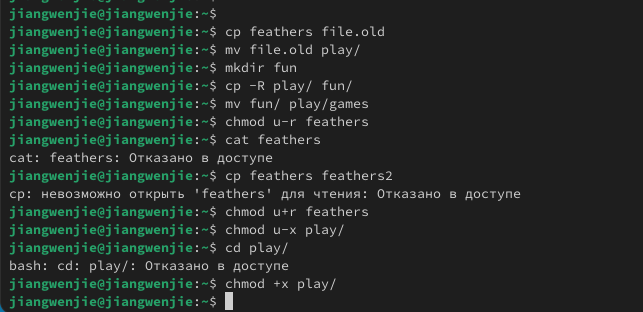 jiangwenjie@jiangwenjie:~$
jiangwenjie@jiangwenjie:~$ cp feathers file.old
jiangwenjie@jiangwenjie:~$ mv file.old play/
jiangwenjie@jiangwenjie:~$ mkdir fun
jiangwenjie@jiangwenjie:~$ cp -R play/ fun/
jiangwenjie@jiangwenjie:~$ mv fun/ play/games
jiangwenjie@jiangwenjie:~$ chmod u-r feathers
jiangwenjie@jiangwenjie:~$ cat feathers
cat: feathers: Отказано в доступе
jiangwenjie@jiangwenjie:~$ cp feathers feathers2
cp: невозможно открыть 'feathers' для чтения: Отказано в доступе
jiangwenjie@jiangwenjie:~$ chmod u+r feathers
jiangwenjie@jiangwenjie:~$ chmod u-x play/
jiangwenjie@jiangwenjie:~$ cd play/
bash: cd: play/: Отказано в доступе
jiangwenjie@jiangwenjie:~$ chmod +x play/
jiangwenjie@jiangwenjie:~$